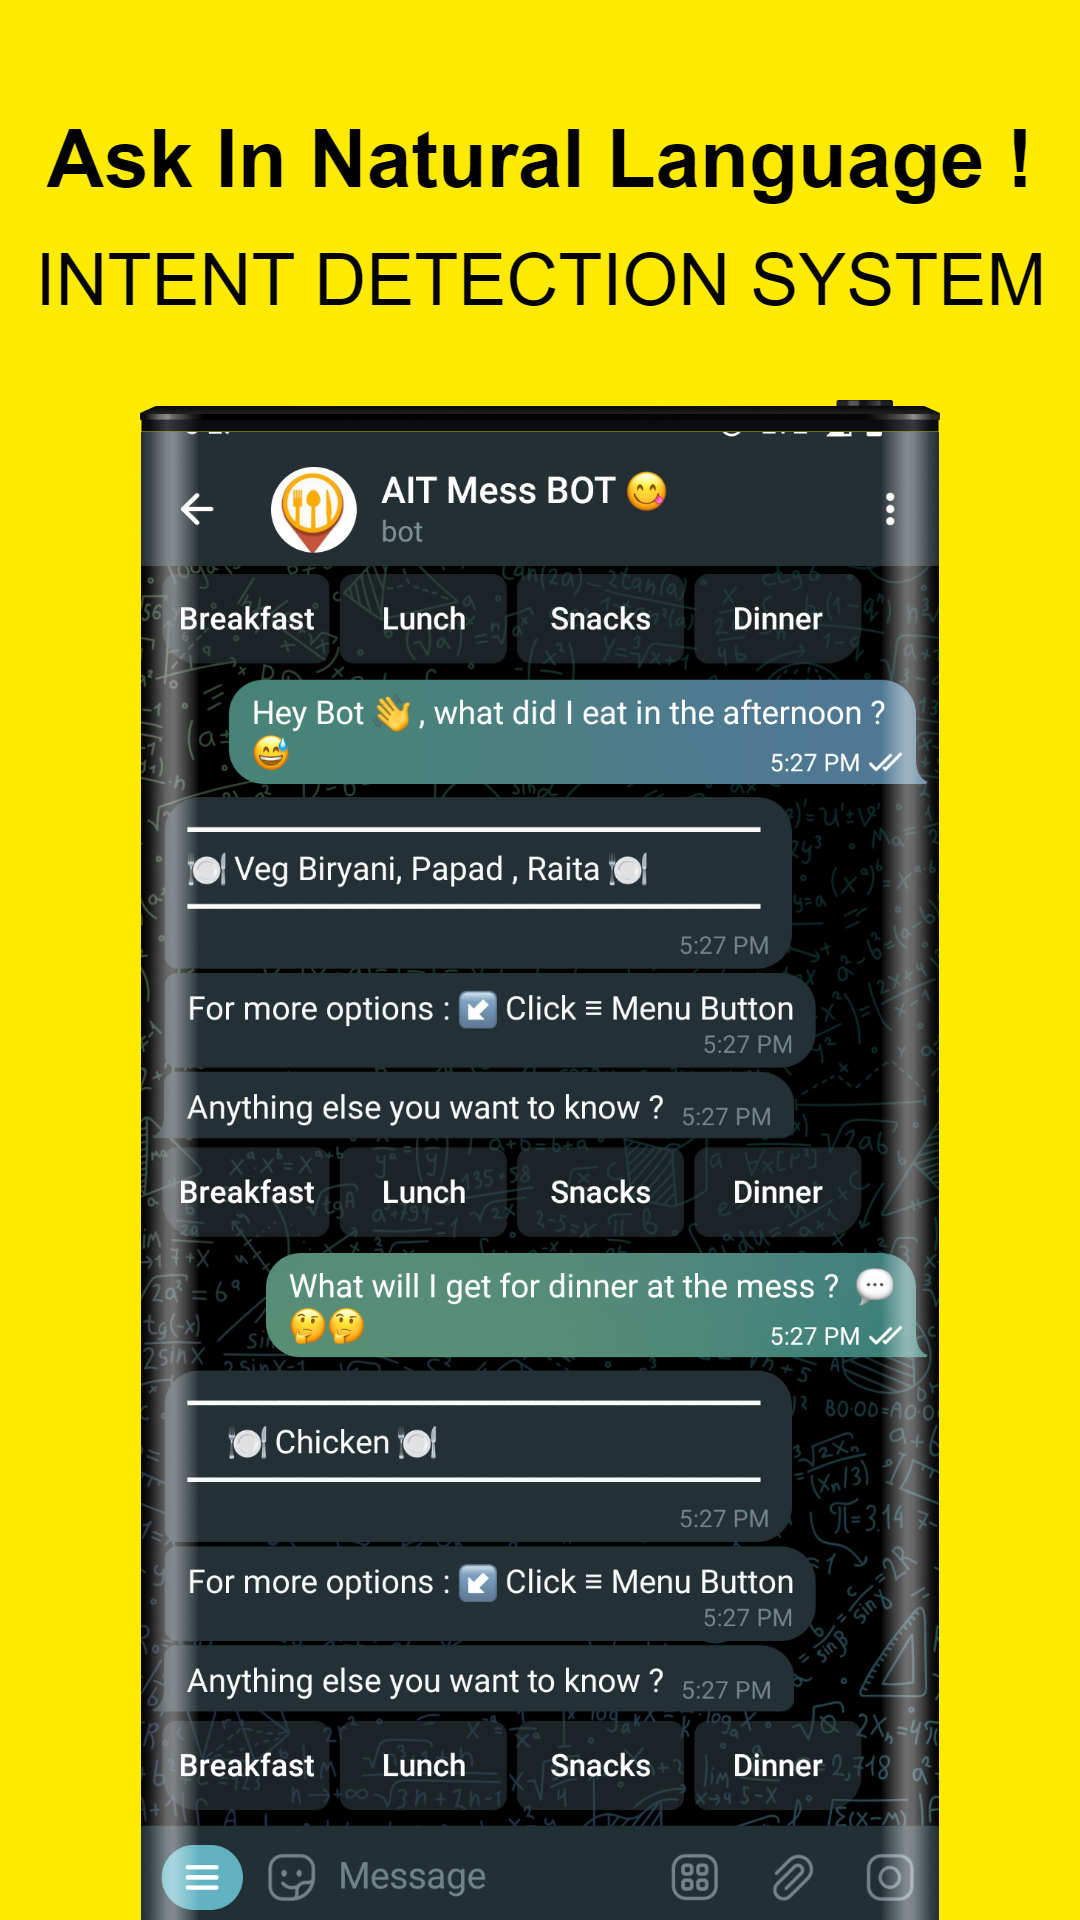 Ask In Natural Language !
INTENT DETECTION SYSTEM
AIT Mess BOT 😋
bot
Breakfast Lunch Snacks Dinner
Hey Bot 👋 , what did I eat in the afternoon ?
😅 5:27 PM
🍽 Veg Biryani, Papad , Raita 🍽
5:27 PM
For more options : ↙️ Click ≡ Menu Button
5:27 PM
Anything else you want to know ? 5:27 PM
Breakfast Lunch Snacks Dinner
What will I get for dinner at the mess ? 💬
🤔🤔 5:27 PM
🍽 Chicken 🍽
5:27 PM
For more options : ↙️ Click ≡ Menu Button
5:27 PM
Anything else you want to know ? 5:27 PM
Breakfast Lunch Snacks Dinner
Message